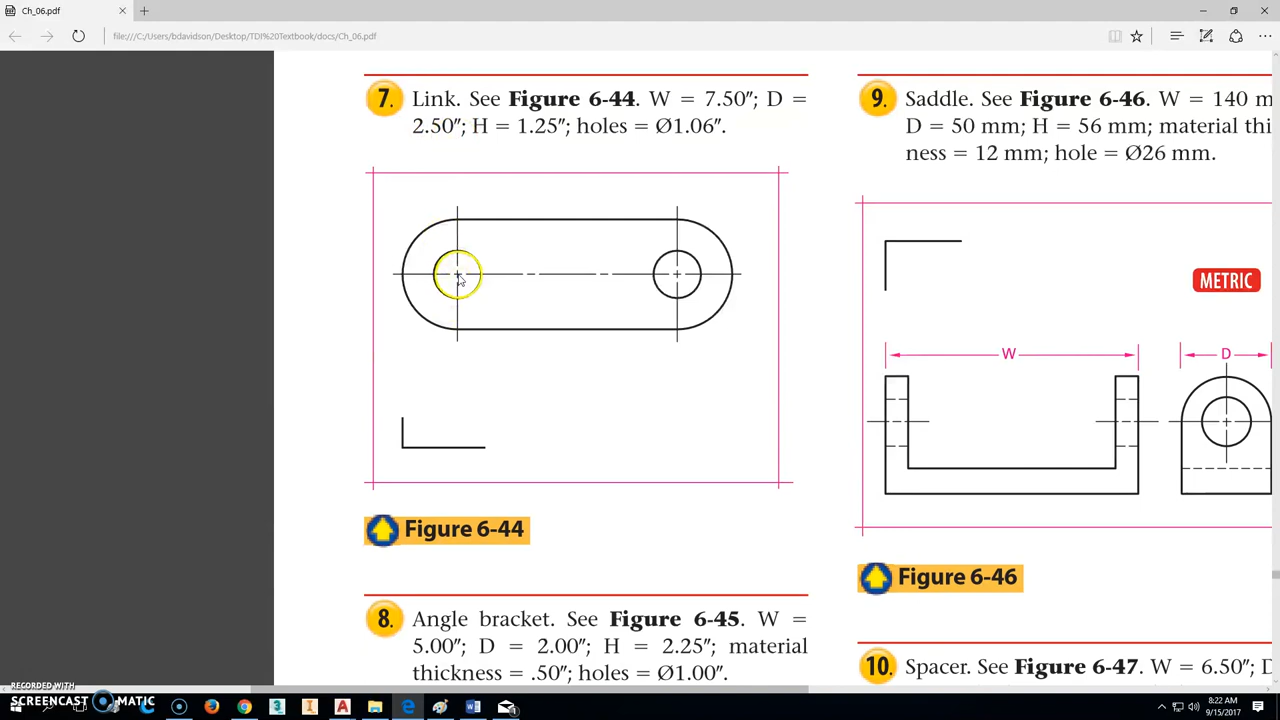 Ch_06.pdf
file:///C:/Users/bdavidson/Desktop/TDI%20Textbook/docs/Ch_06.pdf
7. Link. See Figure 6-44. W = 7.50″; D =
2.50″; H = 1.25″; holes = Ø1.06″.
Figure 6-44
8. Angle bracket. See Figure 6-45. W =
5.00″; D = 2.00″; H = 2.25″; material
thickness = .50″; holes = Ø1.00″.
9. Saddle. See Figure 6-46. W = 140 m
D = 50 mm; H = 56 mm; material thi
ness = 12 mm; hole = Ø26 mm.
METRIC
W
D
Figure 6-46
10. Spacer. See Figure 6-47. W = 6.50″; D
RECORDED WITH
SCREENCAST MATIC
8:22 AM
9/15/2017